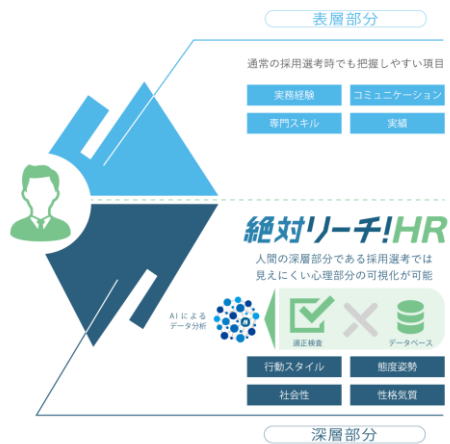 表層部分
通常の採用選考時でも把握しやすい項目
実務経験 コミュニケーション
専門スキル 実績
絶対リーチ!HR
人間の深層部分である採用選考では
見えにくい心理部分の可視化が可能
AIによる
データ分析
適正検査 データベース
行動スタイル 態度姿勢
社会性 性格気質
深層部分